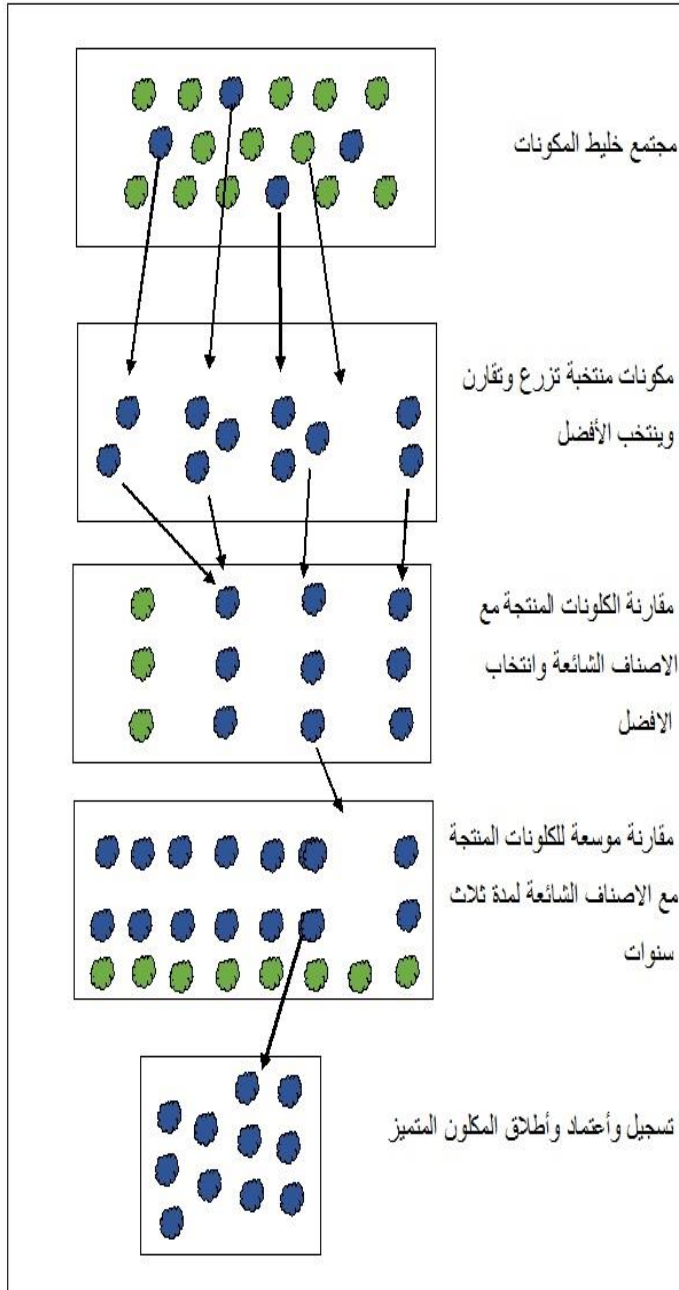 مجتمع خليط المكونات
مكونات منتخبة تزرع وتقارن
وينتخب الأفضل
مقارنة الكلونات المنتجة مع
الاصناف الشائعة وانتخاب
الافضل
مقارنة موسعة للكلونات المنتجة
مع الاصناف الشائعة لمدة ثلاث
سنوات
تسجيل وأعتماد وأطلاق المكلون المتميز